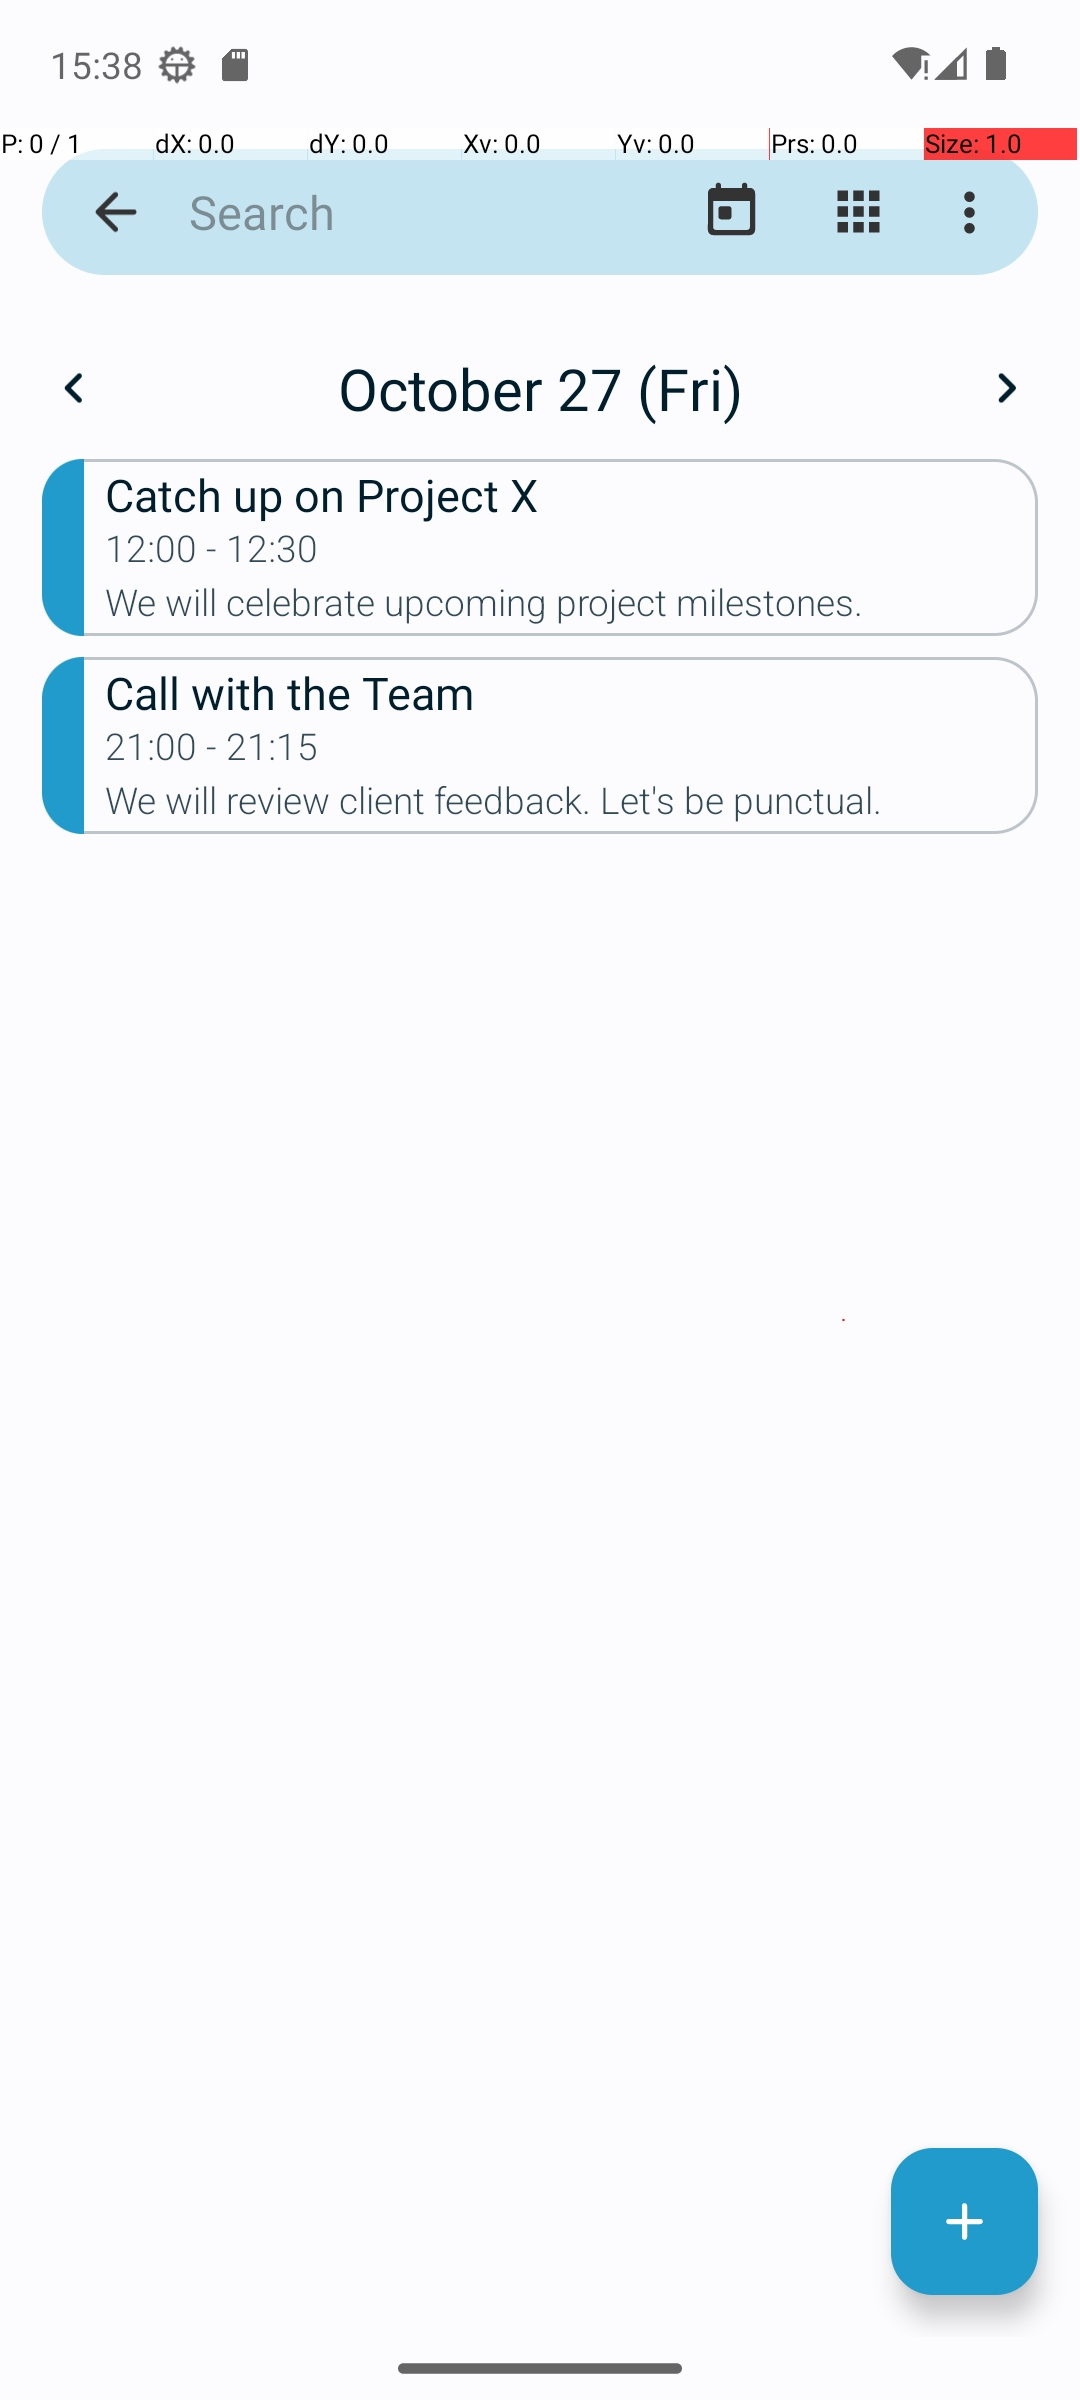 15:38
P: 0 / 1 dX: 0.0 dY: 0.0 Xv: 0.0 Yv: 0.0 Prs: 0.0 Size: 1.0
Search
October 27 (Fri)
Catch up on Project X
12:00 - 12:30
We will celebrate upcoming project milestones.
Call with the Team
21:00 - 21:15
We will review client feedback. Let's be punctual.